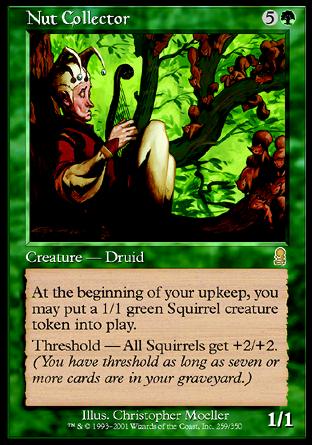 Nut Collector 5
Creature — Druid
At the beginning of your upkeep, you
may put a 1/1 green Squirrel creature
token into play.
Threshold — All Squirrels get +2/+2.
(You have threshold as long as seven or
more cards are in your graveyard.)
Illus. Christopher Moeller
™ & © 1993–2001 Wizards of the Coast, Inc. 259/350
1/1